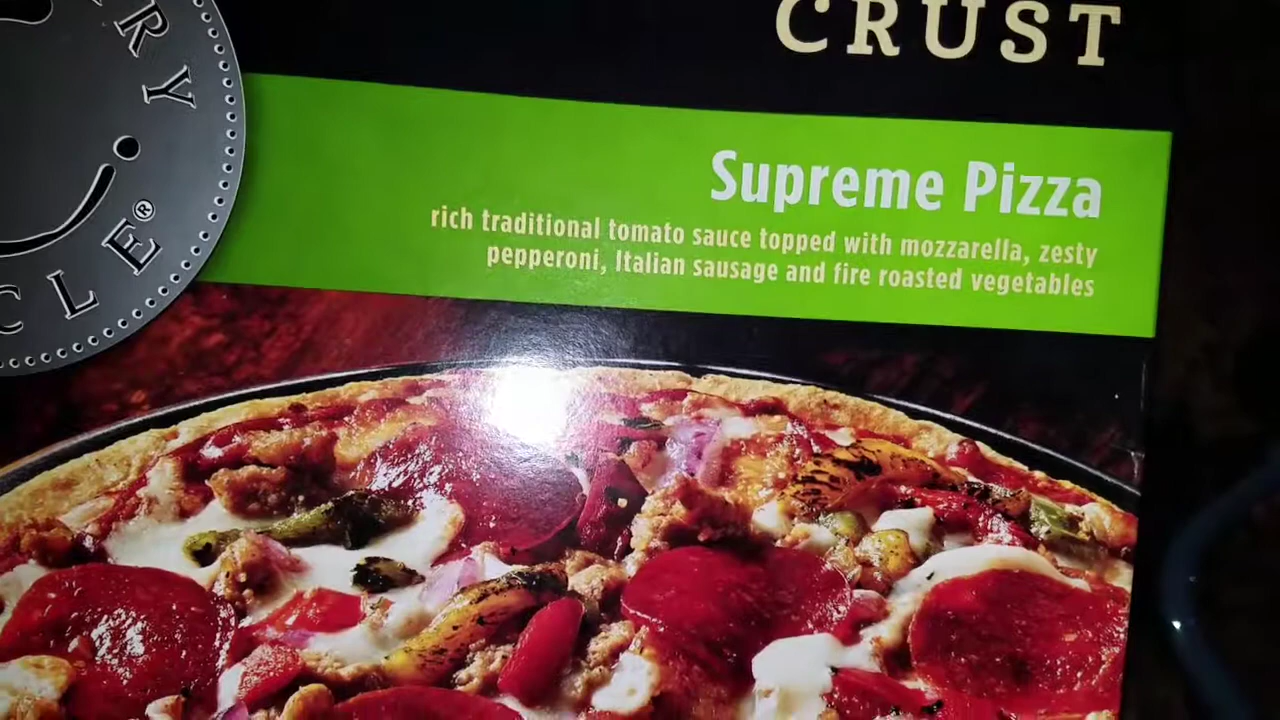 CRUST
Supreme Pizza
rich traditional tomato sauce topped with mozzarella, zesty
pepperoni, Italian sausage and fire roasted vegetables